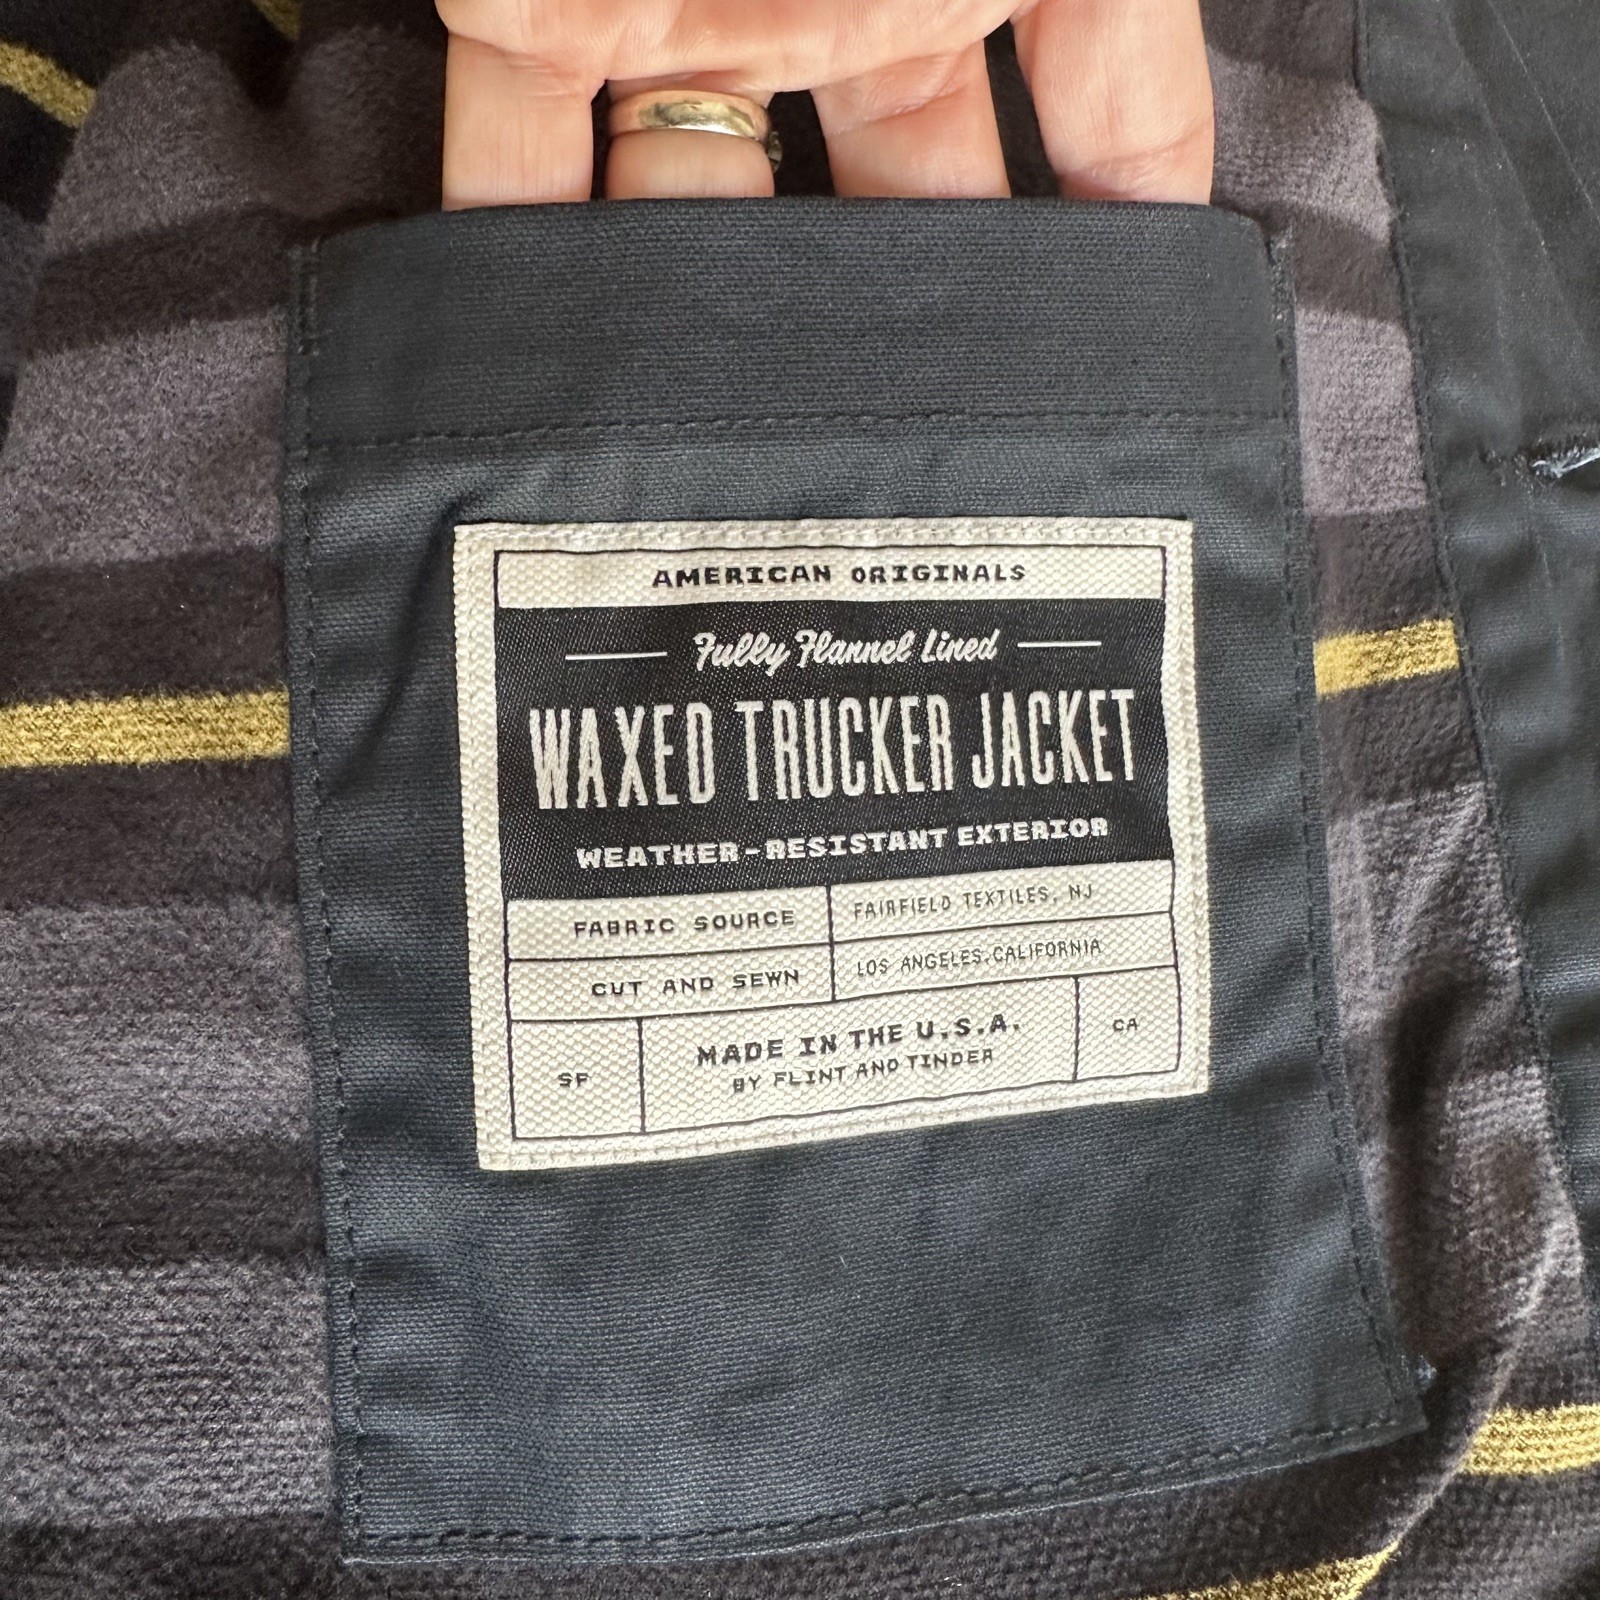 AMERICAN ORIGINALS
Fully Flannel Lined
WAXED TRUCKER JACKET
WEATHER-RESISTANT EXTERIOR
FABRIC SOURCE
FAIRFIELD TEXTILES, NJ
CUT AND SEWN
LOS ANGELES, CALIFORNIA
SF
MADE IN THE U.S.A.
BY FLINT AND TINDER
CA